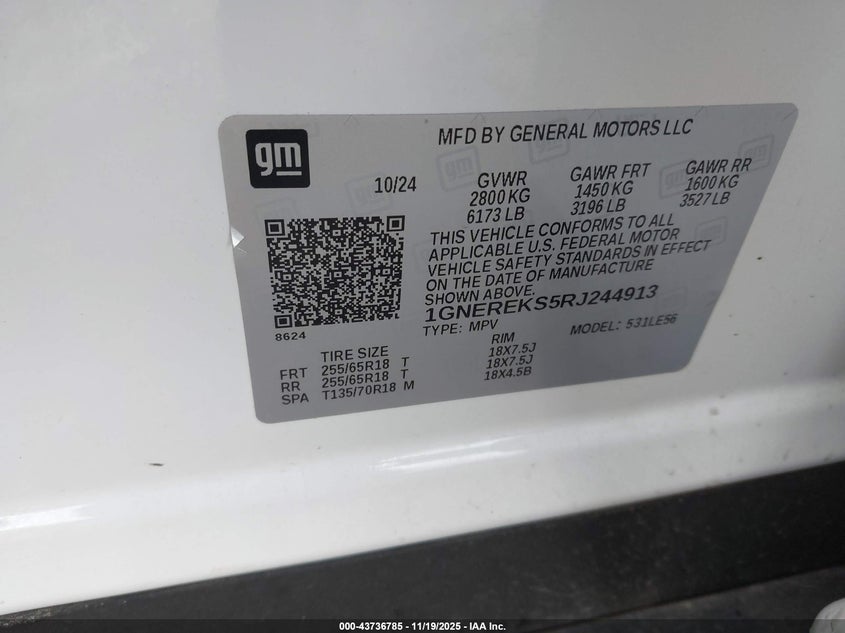 gm
MFD BY GENERAL MOTORS LLC
10/24 GVWR GAWR FRT GAWR RR
2800 KG 1450 KG 1600 KG
6173 LB 3196 LB 3527 LB
THIS VEHICLE CONFORMS TO ALL
APPLICABLE U.S. FEDERAL MOTOR
VEHICLE SAFETY STANDARDS IN EFFECT
ON THE DATE OF MANUFACTURE
SHOWN ABOVE.
1GNEREKS5RJ244913
TYPE: MPV MODEL: 531LE56
8624
TIRE SIZE RIM
FRT 255/65R18 T 18X7.5J
RR 255/65R18 T 18X7.5J
SPA T135/70R18 M 18X4.5B
000-43736785 - 11/19/2025 - IAA Inc.